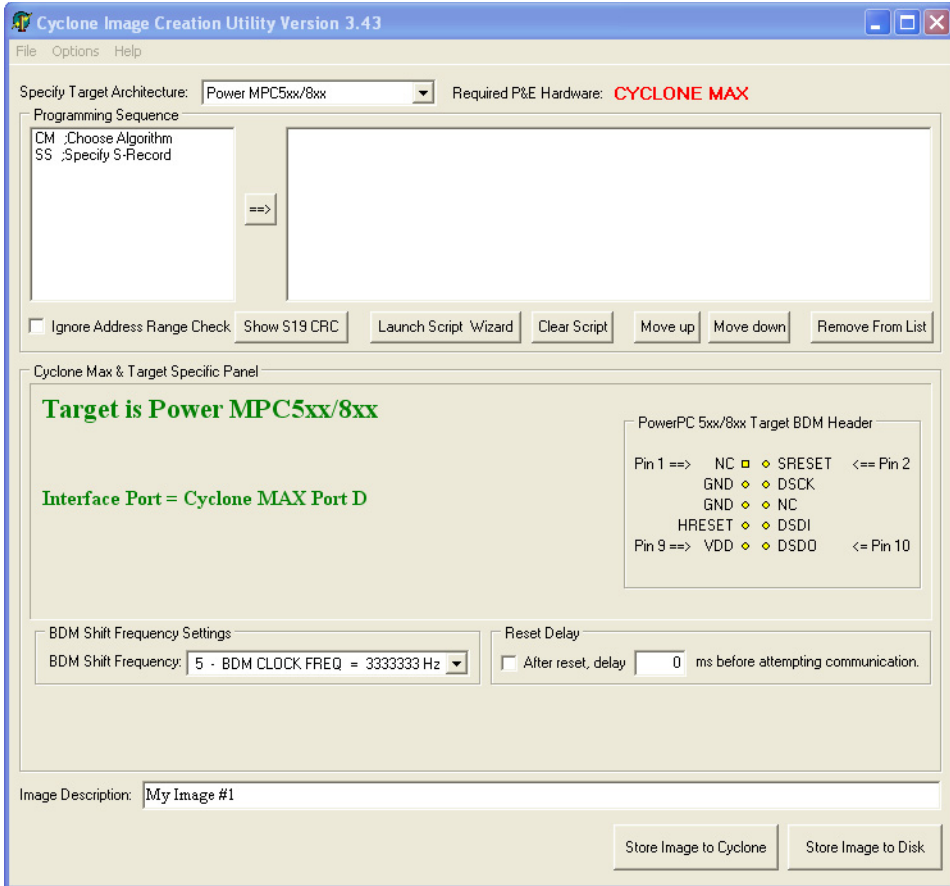 Cyclone Image Creation Utility Version 3.43
File Options Help
Specify Target Architecture: Power MPC5xx/8xx Required P&E Hardware: CYCLONE MAX
Programming Sequence
CM ;Choose Algorithm
SS ;Specify S-Record
==>
Ignore Address Range Check Show S19 CRC Launch Script Wizard Clear Script Move up Move down Remove From List
Cyclone Max & Target Specific Panel
Target is Power MPC5xx/8xx
PowerPC 5xx/8xx Target BDM Header
Pin 1 ==> NC SRESET <== Pin 2
GND DSCK
Interface Port = Cyclone MAX Port D
GND NC
HRESET DSDI
Pin 9 ==> VDD DSDO <= Pin 10
BDM Shift Frequency Settings
BDM Shift Frequency: 5 - BDM CLOCK FREQ = 3333333 Hz
Reset Delay
After reset, delay 0 ms before attempting communication.
Image Description: My Image #1
Store Image to Cyclone Store Image to Disk